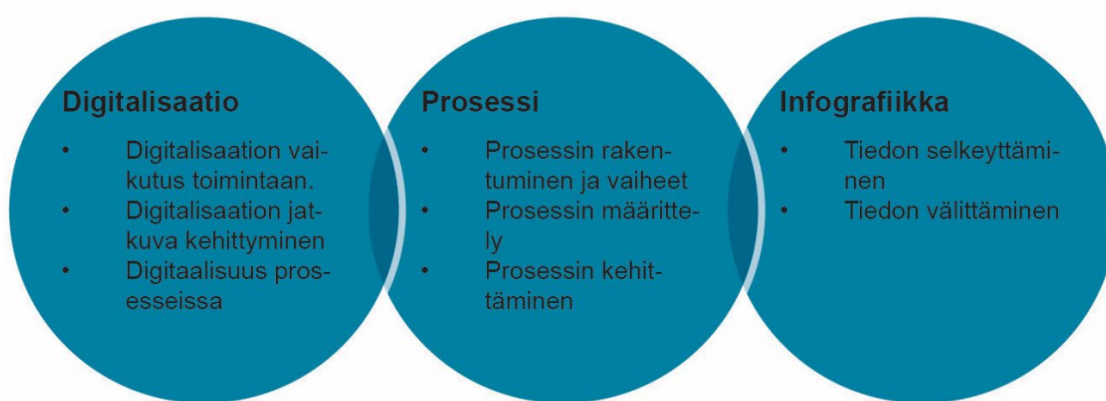 Digitalisaatio
• Digitalisaation vai-
kutus toimintaan.
• Digitalisaation jat-
kuva kehittyminen
• Digitaalisuus pros-
esseissa
Prosessi
• Prosessin raken-
tuminen ja vaiheet
• Prosessin määritte-
ly
• Prosessin kehit-
täminen
Infografiikka
• Tiedon selkeyttämi-
nen
• Tiedon välittäminen